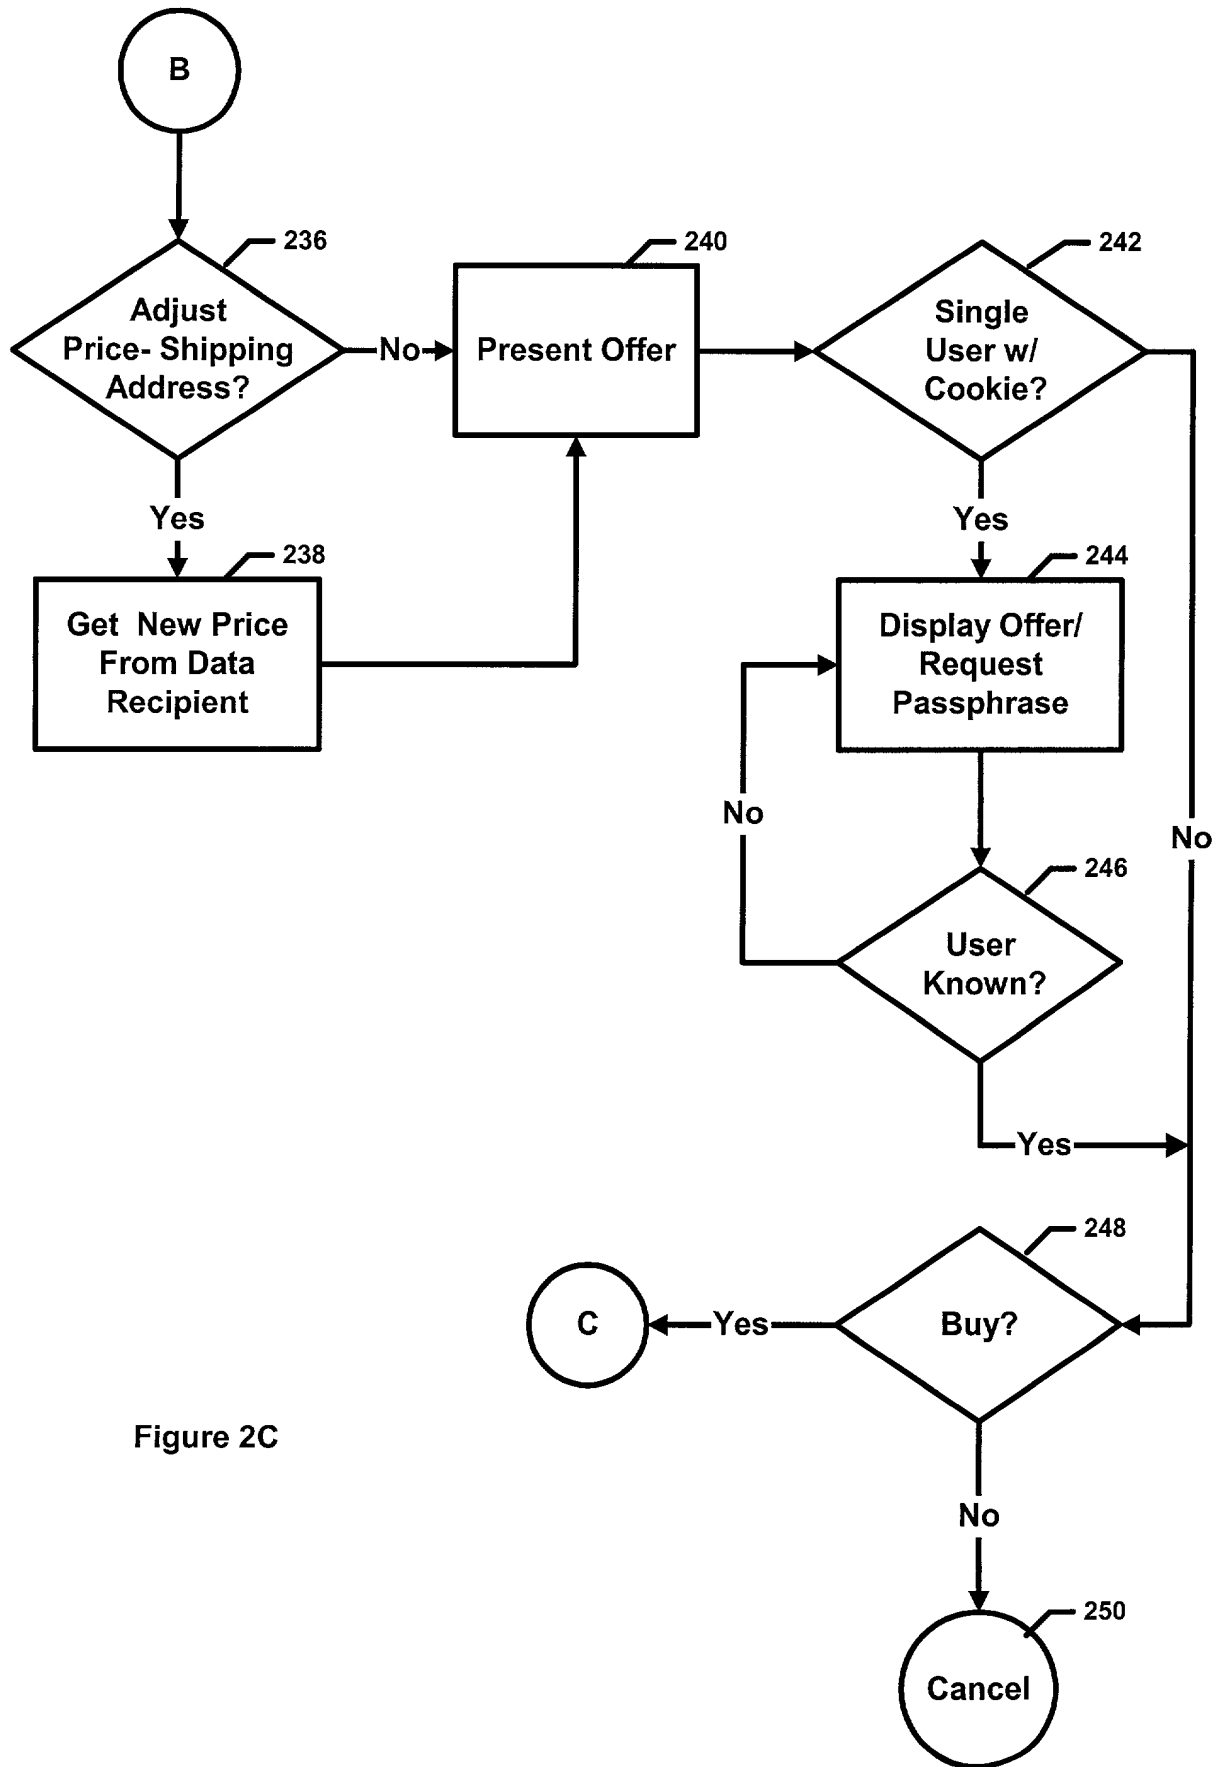 B
236
Adjust
Price- Shipping
Address?
No
240
Present Offer
242
Single
User w/
Cookie?
Yes
238
Get New Price
From Data
Recipient
Yes
244
Display Offer/
Request
Passphrase
No
No
246
User
Known?
Yes
248
Buy?
Yes
C
Figure 2C
No
250
Cancel